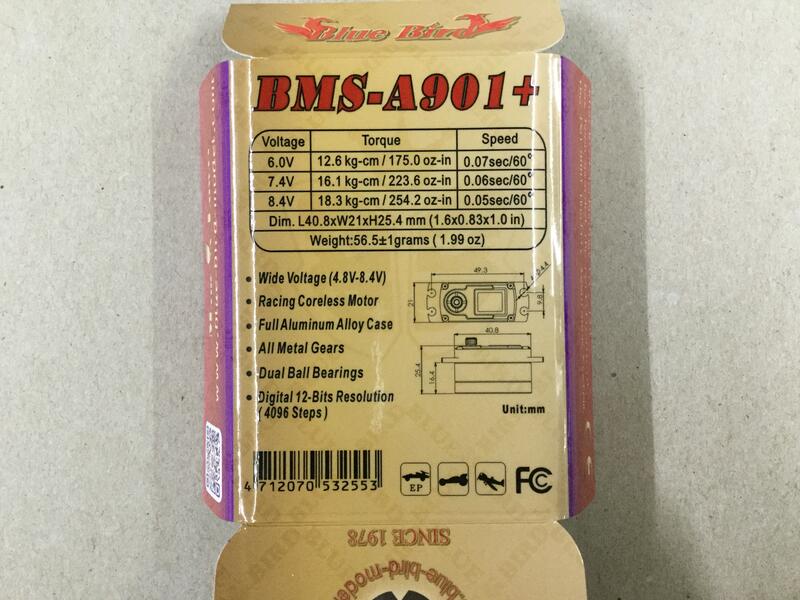 Blue Bird
BMS-A901+
Voltage Torque Speed
6.0V 12.6 kg-cm / 175.0 oz-in 0.07sec/60°
7.4V 16.1 kg-cm / 223.6 oz-in 0.06sec/60°
8.4V 18.3 kg-cm / 254.2 oz-in 0.05sec/60°
Dim. L40.8xW21xH25.4 mm (1.6x0.83x1.0 in)
Weight:56.5±1grams ( 1.99 oz)
• Wide Voltage (4.8V-8.4V)
• Racing Coreless Motor
• Full Aluminum Alloy Case
• All Metal Gears
• Dual Ball Bearings
• Digital 12-Bits Resolution
( 4096 Steps )
49.3
21
9.8
40.8
25.4
16.4
Unit:mm
4 712070 532553
EP
FC
SINCE 1978
.blue-bird-mode